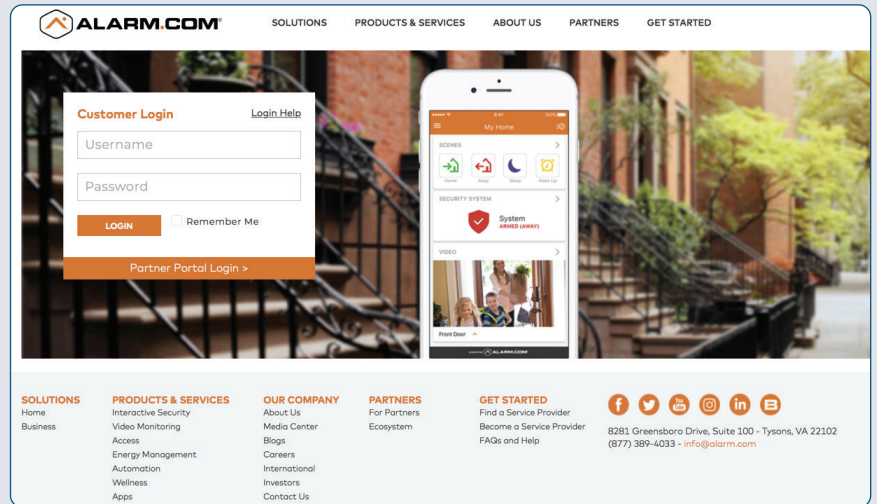 ALARM.COM®
SOLUTIONS
PRODUCTS & SERVICES
ABOUT US
PARTNERS
GET STARTED
Customer Login
Login Help
Username
Password
LOGIN
Remember Me
Partner Portal Login >
9:41
100%
My Home
SCENES
Home
Away
Sleep
Wake Up
SECURITY SYSTEM
System
ARMED (AWAY)
VIDEO
Front Door
ALARM.COM
SOLUTIONS
Home
Business
PRODUCTS & SERVICES
Interactive Security
Video Monitoring
Access
Energy Management
Automation
Wellness
Apps
OUR COMPANY
About Us
Media Center
Blogs
Careers
International
Investors
Contact Us
PARTNERS
For Partners
Ecosystem
GET STARTED
Find a Service Provider
Become a Service Provider
FAQs and Help
8281 Greensboro Drive, Suite 100 - Tysons, VA 22102
(877) 389-4033 - info@alarm.com